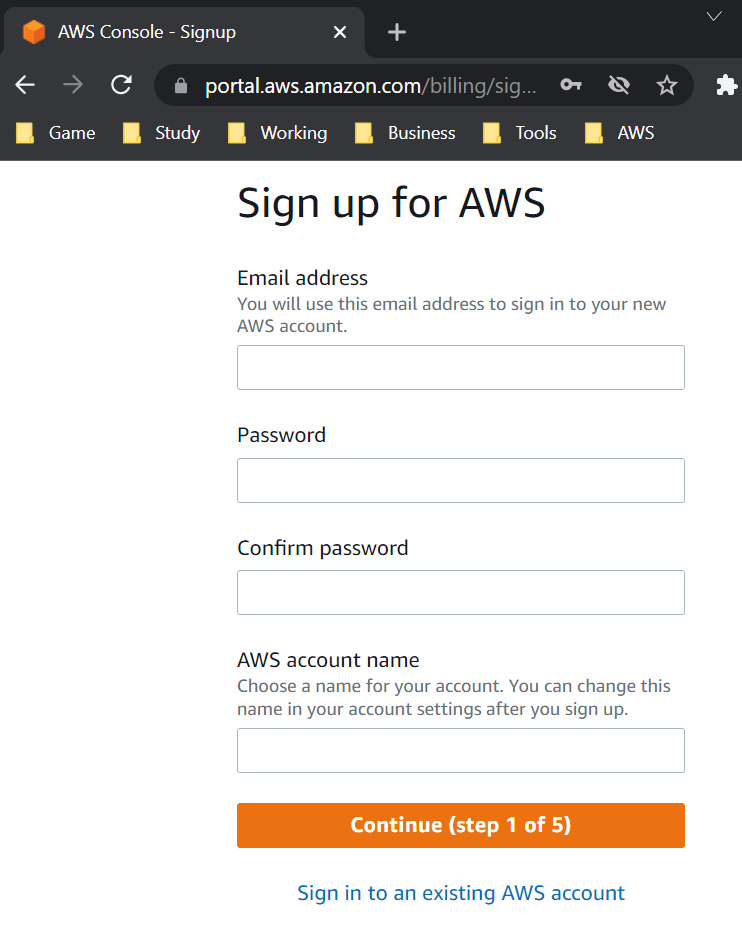 AWS Console - Signup
portal.aws.amazon.com/billing/sig...
Game Study Working Business Tools AWS
Sign up for AWS
Email address
You will use this email address to sign in to your new
AWS account.
Password
Confirm password
AWS account name
Choose a name for your account. You can change this
name in your account settings after you sign up.
Continue (step 1 of 5)
Sign in to an existing AWS account